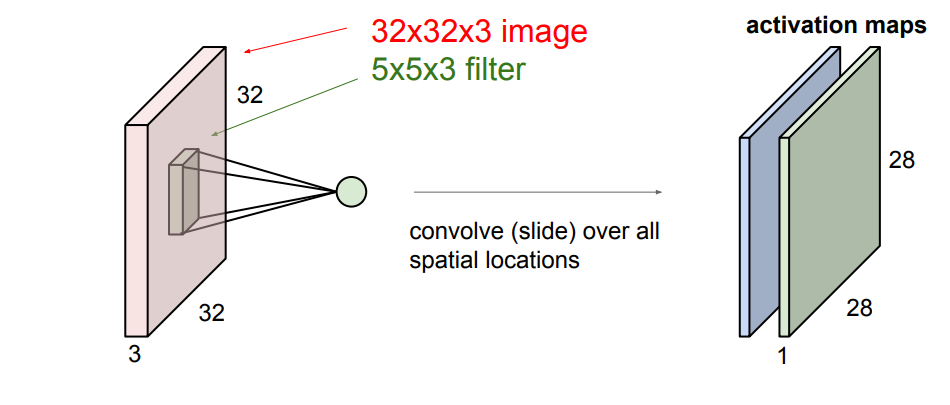 32x32x3 image
5x5x3 filter
activation maps
32
28
convolve (slide) over all
spatial locations
32
28
3
1